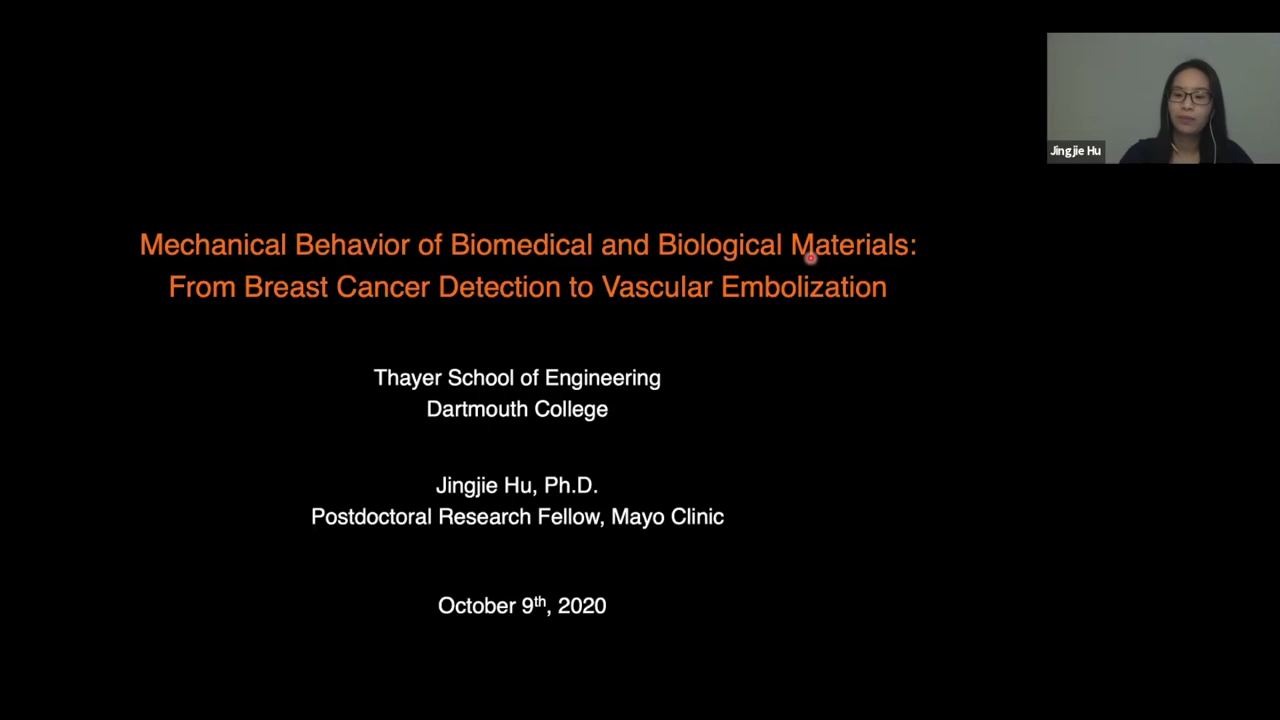 Jingjie Hu
Mechanical Behavior of Biomedical and Biological Materials:
From Breast Cancer Detection to Vascular Embolization
Thayer School of Engineering
Dartmouth College
Jingjie Hu, Ph.D.
Postdoctoral Research Fellow, Mayo Clinic
October 9th, 2020